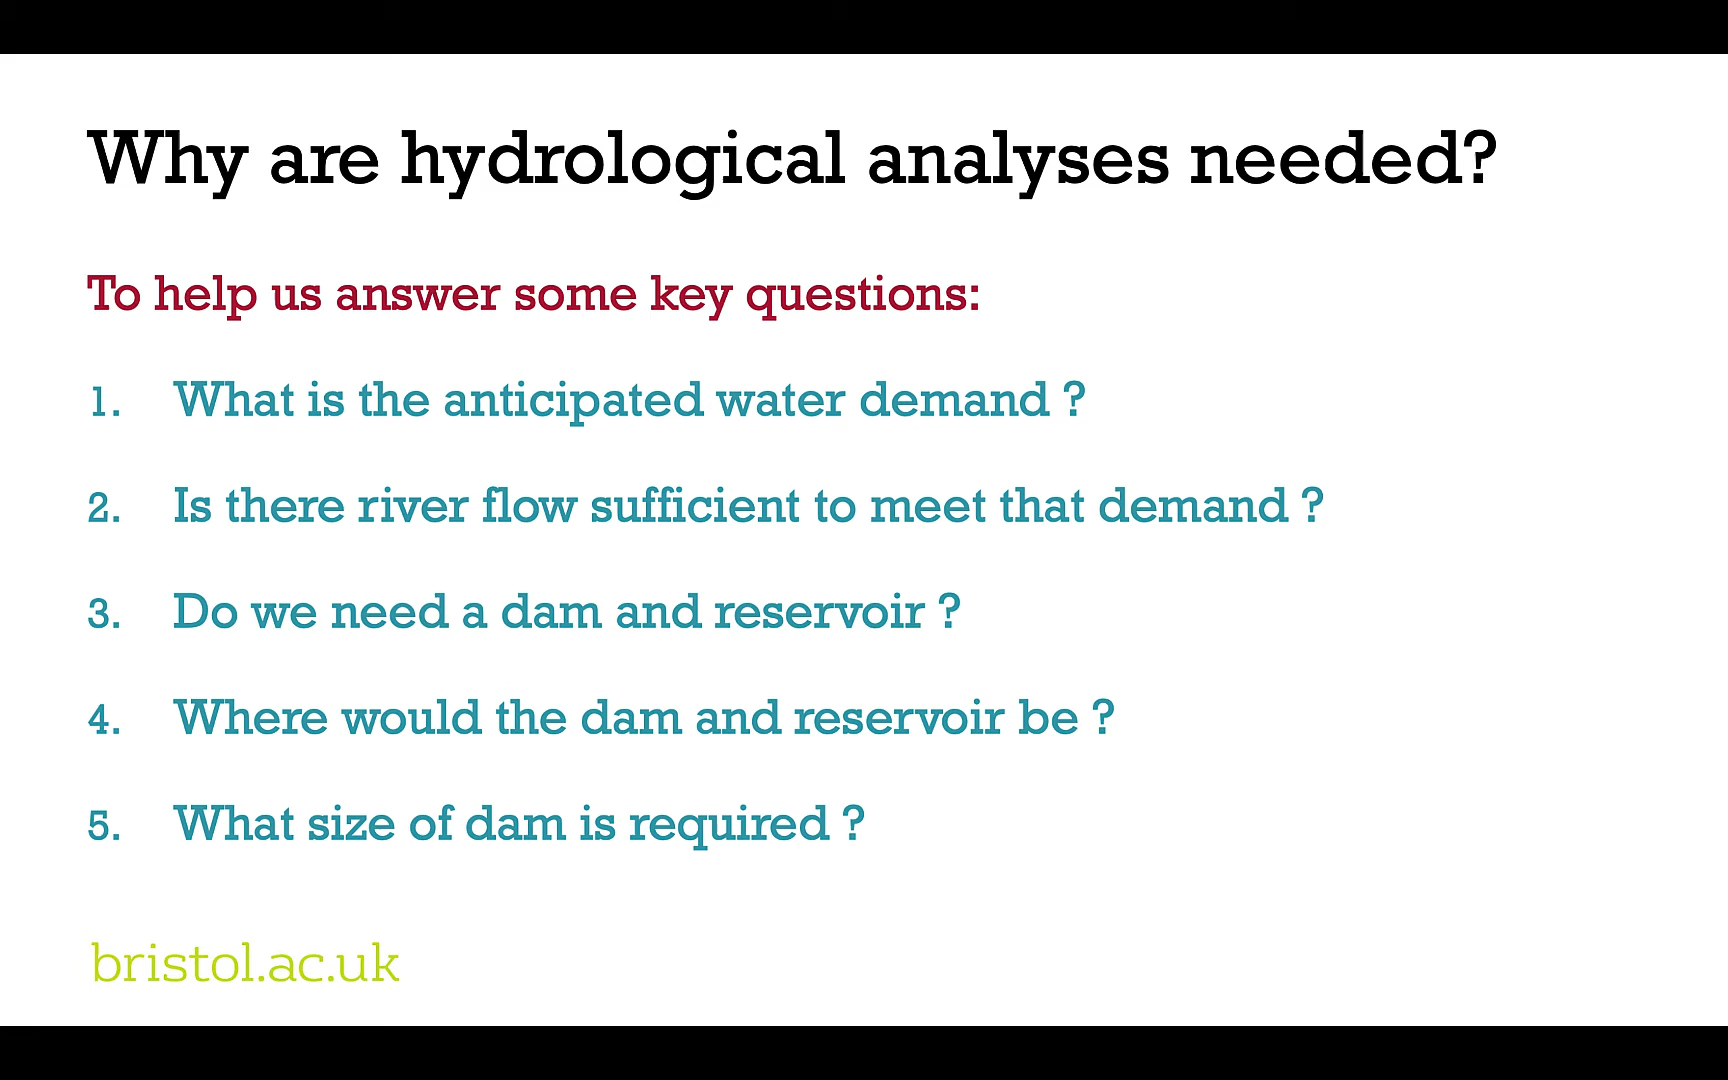 Why are hydrological analyses needed?
To help us answer some key questions:
1. What is the anticipated water demand ?
2. Is there river flow sufficient to meet that demand ?
3. Do we need a dam and reservoir ?
4. Where would the dam and reservoir be ?
5. What size of dam is required ?
bristol.ac.uk